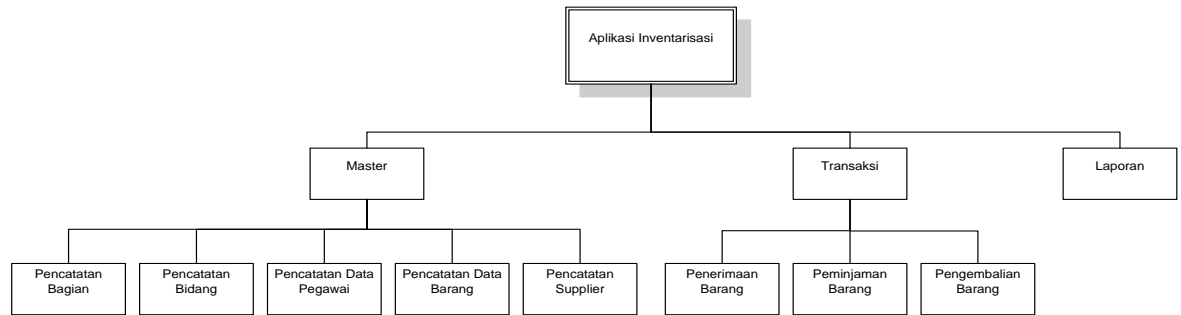 Aplikasi Inventarisasi
Master
Transaksi
Laporan
Pencatatan
Bagian
Pencatatan
Bidang
Pencatatan Data
Pegawai
Pencatatan Data
Barang
Pencatatan
Supplier
Penerimaan
Barang
Peminjaman
Barang
Pengembalian
Barang